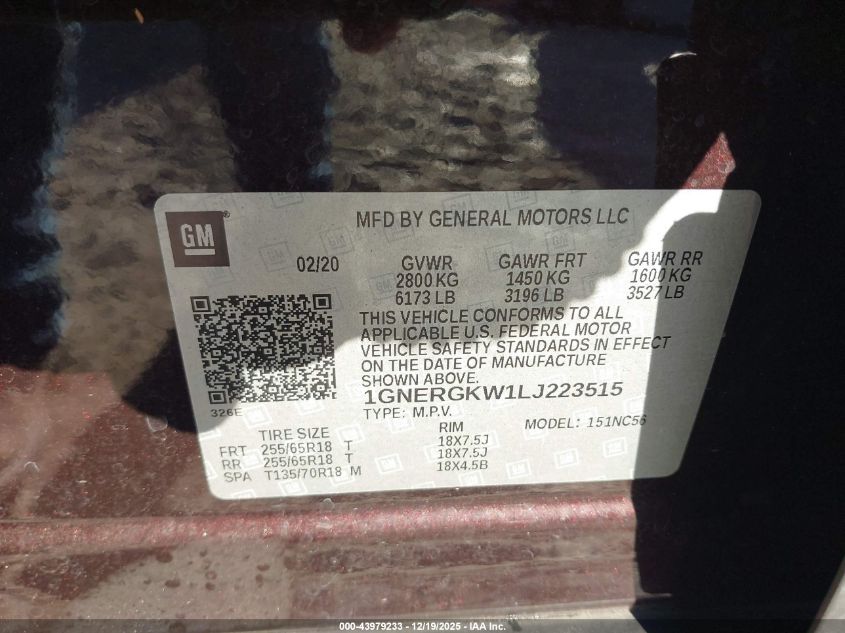 GM®
MFD BY GENERAL MOTORS LLC
02/20 GVWR GAWR FRT GAWR RR
2800 KG 1450 KG 1600 KG
6173 LB 3196 LB 3527 LB
THIS VEHICLE CONFORMS TO ALL
APPLICABLE U.S. FEDERAL MOTOR
VEHICLE SAFETY STANDARDS IN EFFECT
ON THE DATE OF MANUFACTURE
SHOWN ABOVE.
1GNERGKW1LJ223515
326E
TYPE: M.P.V. MODEL: 151NC56
TIRE SIZE RIM
FRT 255/65R18 T 18X7.5J
RR 255/65R18 T 18X7.5J
SPA T135/70R18 M 18X4.5B
000-43979233 - 12/19/2025 - IAA Inc.